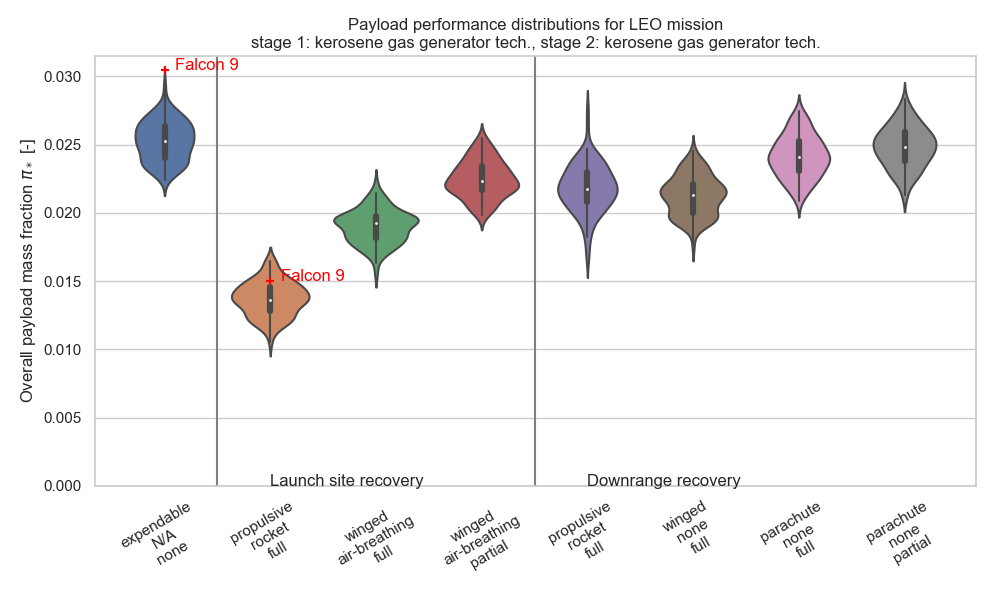 Payload performance distributions for LEO mission
stage 1: kerosene gas generator tech., stage 2: kerosene gas generator tech.
Overall payload mass fraction π* [-]
0.030
0.025
0.020
0.015
0.010
0.005
0.000
Falcon 9
Falcon 9
Launch site recovery
Downrange recovery
expendable
N/A
none
propulsive
rocket
full
winged
air-breathing
full
winged
air-breathing
partial
propulsive
rocket
full
winged
none
full
parachute
none
full
parachute
none
partial